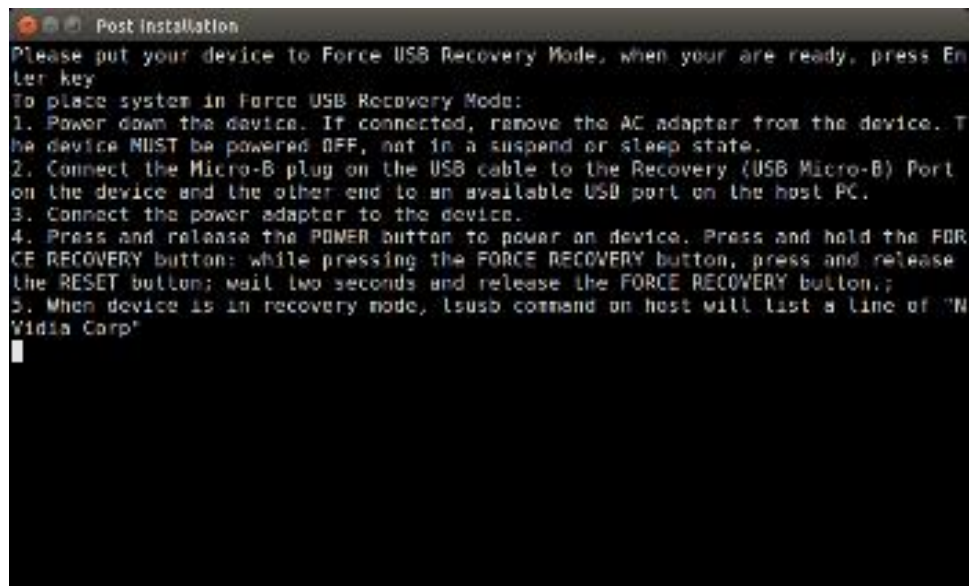 Post Installation
Please put your device to Force USB Recovery Mode, when your are ready, press En
ter key
To place system in Force USB Recovery Mode:
1. Power down the device. If connected, remove the AC adapter from the device. T
he device MUST be powered OFF, not in a suspend or sleep state.
2. Connect the Micro-B plug on the USB cable to the Recovery (USB Micro-B) Port
on the device and the other end to an available USB port on the host PC.
3. Connect the power adapter to the device.
4. Press and release the POWER button to power on device. Press and hold the FOR
CE RECOVERY button; while pressing the FORCE RECOVERY button, press and release
the RESET button; wait two seconds and release the FORCE RECOVERY button.;
5. When device is in recovery mode, lsusb command on host will list a line of "N
Vidia Corp"